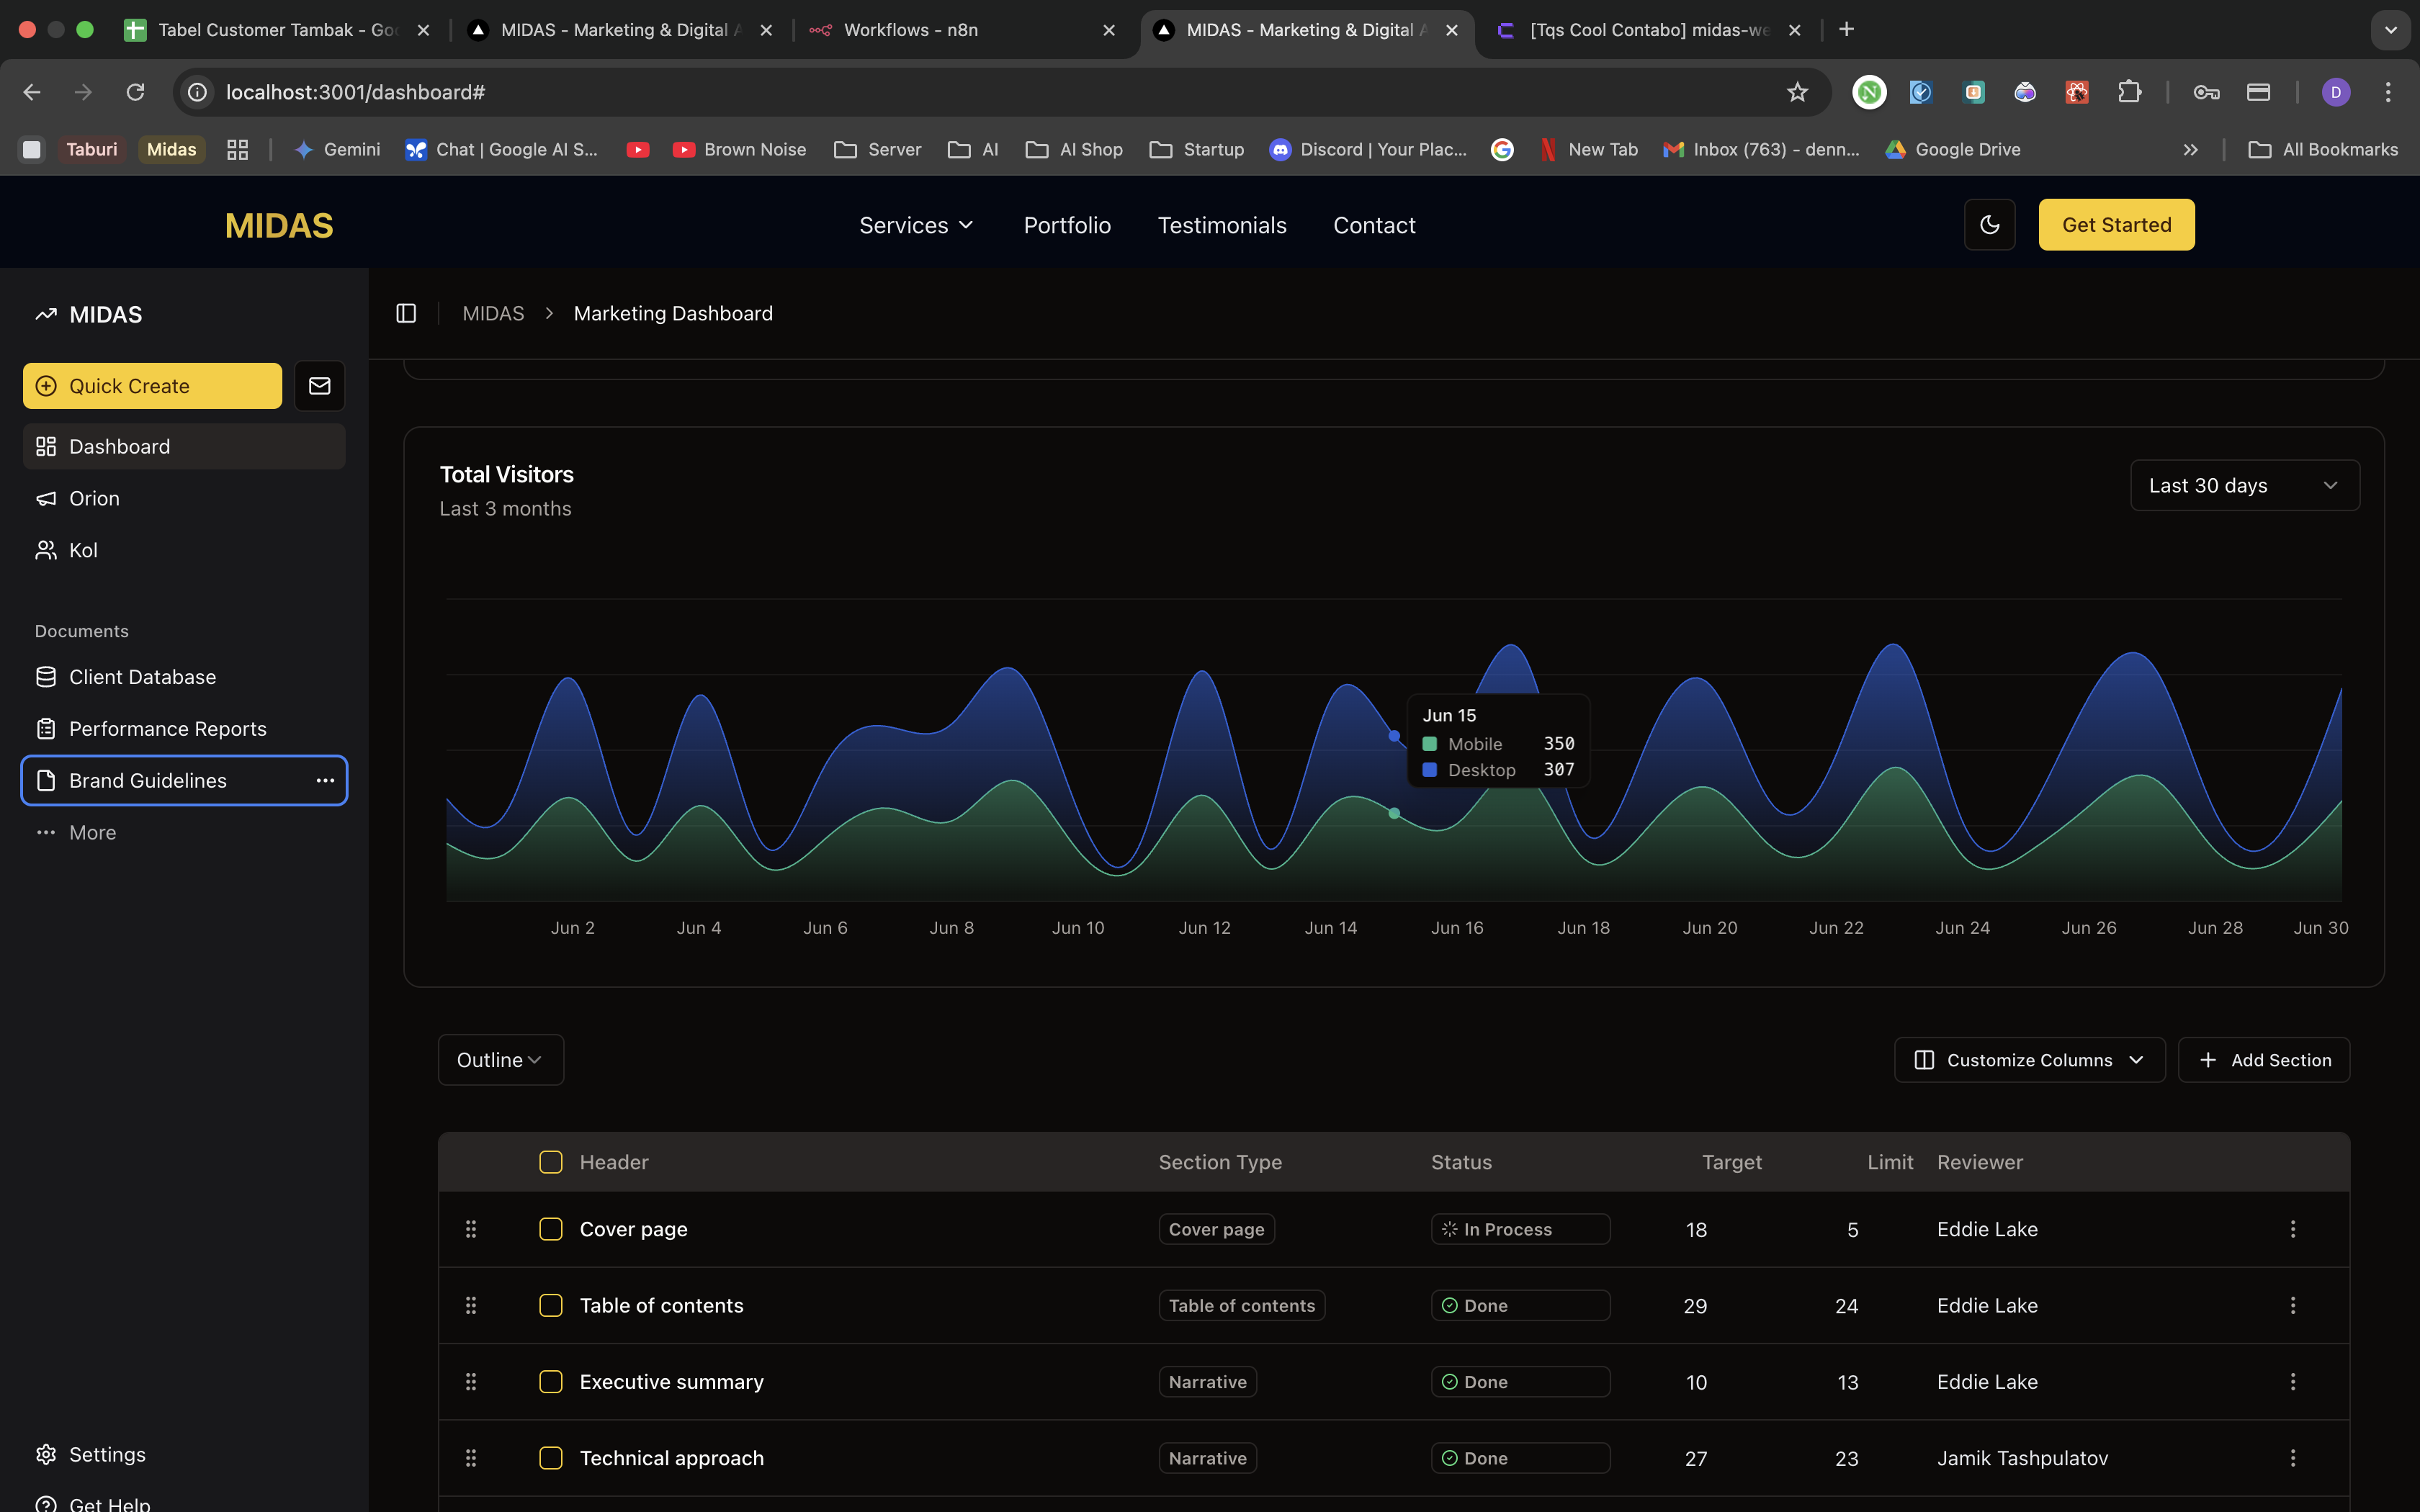 Tabel Customer Tambak - Goo
MIDAS - Marketing & Digital A
Workflows - n8n
MIDAS - Marketing & Digital A
[Tqs Cool Contabo] midas-we
localhost:3001/dashboard#
D
Taburi
Midas
Gemini
Chat | Google AI S...
Brown Noise
Server
AI
AI Shop
Startup
Discord | Your Plac...
New Tab
Inbox (763) - denn...
Google Drive
All Bookmarks
MIDAS
Services
Portfolio
Testimonials
Contact
Get Started
MIDAS
Quick Create
Dashboard
Orion
Kol
Documents
Client Database
Performance Reports
Brand Guidelines
More
Settings
Get Help
MIDAS > Marketing Dashboard
Total Visitors
Last 3 months
Last 30 days
Jun 15
Mobile 350
Desktop 307
Jun 2 Jun 4 Jun 6 Jun 8 Jun 10 Jun 12 Jun 14 Jun 16 Jun 18 Jun 20 Jun 22 Jun 24 Jun 26 Jun 28 Jun 30
Outline
Customize Columns
Add Section
Header Section Type Status Target Limit Reviewer
Cover page Cover page In Process 18 5 Eddie Lake
Table of contents Table of contents Done 29 24 Eddie Lake
Executive summary Narrative Done 10 13 Eddie Lake
Technical approach Narrative Done 27 23 Jamik Tashpulatov